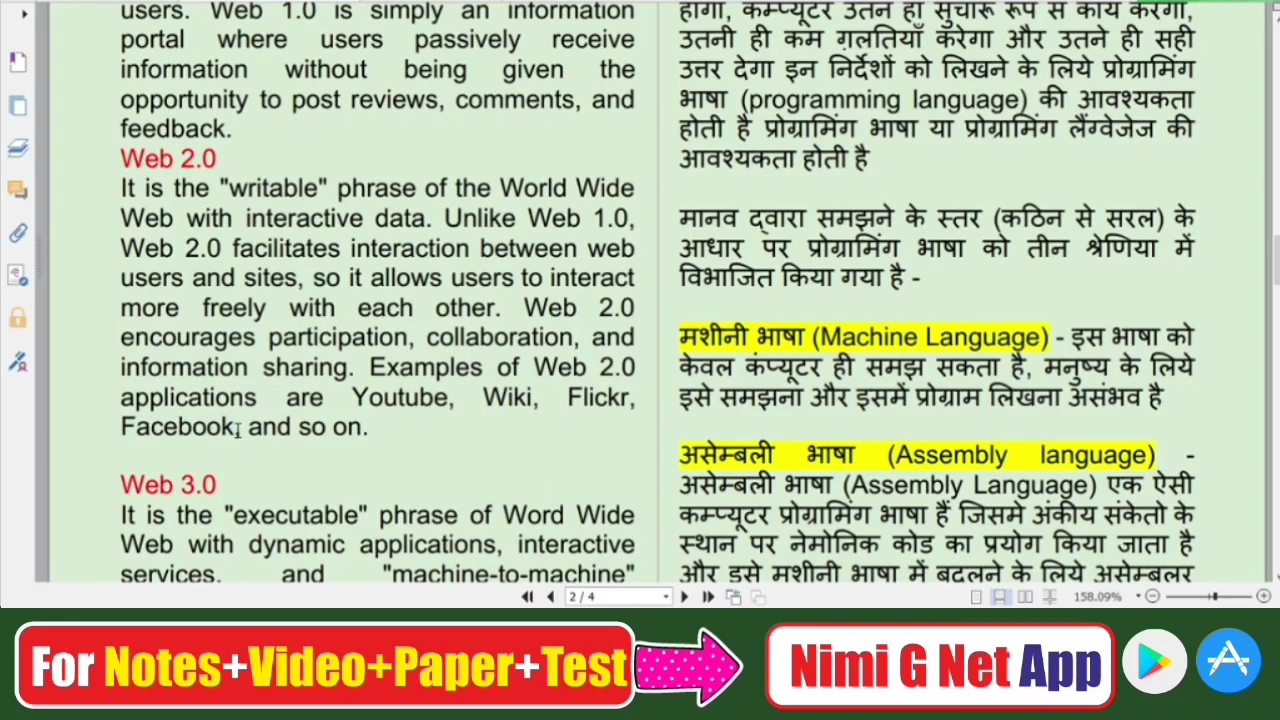 users. Web 1.0 is simply an information
portal where users passively receive
information without being given the
opportunity to post reviews, comments, and
feedback.
Web 2.0
It is the "writable" phrase of the World Wide
Web with interactive data. Unlike Web 1.0,
Web 2.0 facilitates interaction between web
users and sites, so it allows users to interact
more freely with each other. Web 2.0
encourages participation, collaboration, and
information sharing. Examples of Web 2.0
applications are Youtube, Wiki, Flickr,
Facebook, and so on.
Web 3.0
It is the "executable" phrase of Word Wide
Web with dynamic applications, interactive
services, and "machine-to-machine"
होगा, कम्प्यूटर उतने ही सुचारू रूप से कार्य करेगा,
उतनी ही कम ग़लतियाँ करेगा और उतने ही सही
उत्तर देगा इन निर्देशों को लिखने के लिये प्रोग्रामिंग
भाषा (programming language) की आवश्यकता
होती है प्रोग्रामिंग भाषा या प्रोग्रामिंग लैंग्वेजेज की
आवश्यकता होती है
मानव द्वारा समझने के स्तर (कठिन से सरल) के
आधार पर प्रोग्रामिंग भाषा को तीन श्रेणिया में
विभाजित किया गया है -
मशीनी भाषा (Machine Language) - इस भाषा को
केवल कंप्यूटर ही समझ सकता है, मनुष्य के लिये
इसे समझना और इसमें प्रोग्राम लिखना असंभव है
असेम्बली भाषा (Assembly language) -
असेम्बली भाषा (Assembly Language) एक ऐसी
कम्प्यूटर प्रोग्रामिंग भाषा हैं जिसमे अंकीय संकेतो के
स्थान पर नेमोनिक कोड का प्रयोग किया जाता है
और इसे मशीनी भाषा में बदलने के लिये असेम्बलर
2 / 4
158.09%
For Notes+Video+Paper+Test
Nimi G Net App